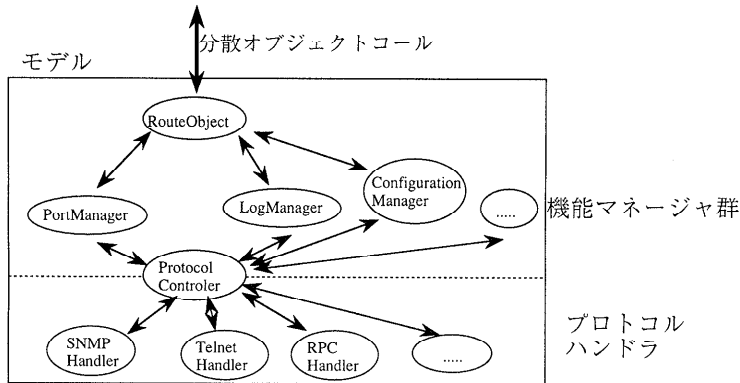 分散オブジェクトコール
モデル
RouteObject
Configuration
Manager
PortManager
LogManager
.....
機能マネージャ群
Protocol
Controler
プロトコル
ハンドラ
SNMP
Handler
Telnet
Handler
RPC
Handler
.....